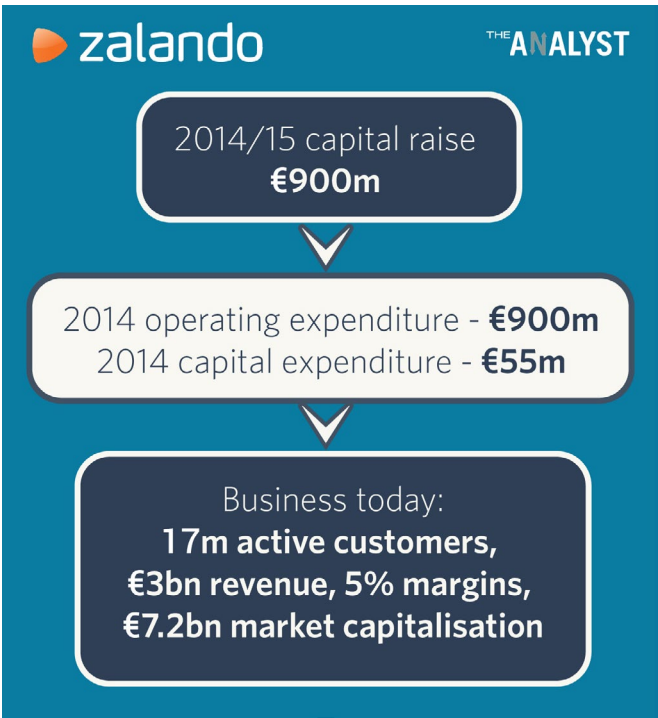 zalando
THE ANALYST
2014/15 capital raise
€900m
2014 operating expenditure - €900m
2014 capital expenditure - €55m
Business today:
17m active customers,
€3bn revenue, 5% margins,
€7.2bn market capitalisation